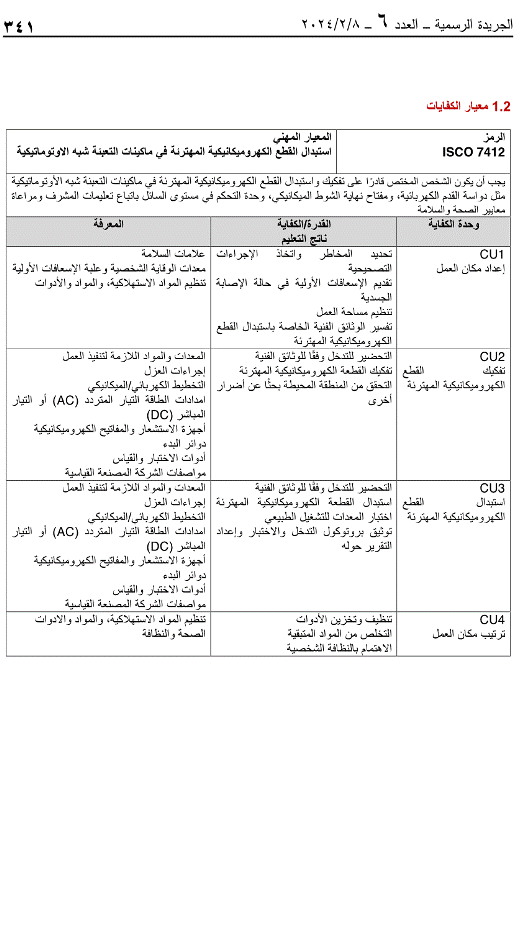 الجريدة الرسمية – العدد ٦ – ٢٠٢٤/٢/٨
٣٤١
1.2 معيار الكفايات
الرمز
ISCO 7412
المعيار المهني
استبدال القطع الكهروميكانيكية المهترئة في ماكينات التعبئة شبه الاوتوماتيكية
يجب أن يكون الشخص المختص قادرًا على تفكيك واستبدال القطع الكهروميكانيكية المهترئة في ماكينات التعبئة شبه الأوتوماتيكية
مثل دواسة القدم الكهربائية، ومفتاح نهاية الشوط الميكانيكي، وحدة التحكم في مستوى السائل باتباع تعليمات المشرف ومراعاة
معايير الصحة والسلامة
وحدة الكفاية
القدرة/الكفاية
ناتج التعليم
المعرفة
CU1
إعداد مكان العمل
تحديد المخاطر واتخاذ الإجراءات
التصحيحية
تقديم الإسعافات الأولية في حالة الإصابة
الجسدية
تنظيم مساحة العمل
تفسير الوثائق الفنية الخاصة باستبدال القطع
الكهروميكانيكية المهترئة
علامات السلامة
معدات الوقاية الشخصية وعلبة الإسعافات الأولية
تنظيم المواد الاستهلاكية، والمواد والأدوات
CU2
تفكيك القطع
الكهروميكانيكية المهترئة
التحضير للتدخل وفقًا للوثائق الفنية
تفكيك القطعة الكهروميكانيكية المهترئة
التحقق من المنطقة المحيطة بحثًا عن أضرار
أخرى
المعدات والمواد اللازمة لتنفيذ العمل
إجراءات العزل
التخطيط الكهربائي/الميكانيكي
امدادات الطاقة التيار المتردد (AC) أو التيار
المباشر (DC)
أجهزة الاستشعار والمفاتيح الكهروميكانيكية
دوائر البدء
أدوات الاختبار والقياس
مواصفات الشركة المصنعة القياسية
CU3
استبدال القطع
الكهروميكانيكية المهترئة
التحضير للتدخل وفقًا للوثائق الفنية
استبدال القطعة الكهروميكانيكية المهترئة
اختبار المعدات للتشغيل الطبيعي
توثيق بروتوكول التدخل والاختبار وإعداد
التقرير حوله
المعدات والمواد اللازمة لتنفيذ العمل
إجراءات العزل
التخطيط الكهربائي/الميكانيكي
امدادات الطاقة التيار المتردد (AC) أو التيار
المباشر (DC)
أجهزة الاستشعار والمفاتيح الكهروميكانيكية
دوائر البدء
أدوات الاختبار والقياس
مواصفات الشركة المصنعة القياسية
CU4
ترتيب مكان العمل
تنظيف وتخزين الأدوات
التخلص من المواد المتبقية
الاهتمام بالنظافة الشخصية
تنظيم المواد الاستهلاكية، والمواد والادوات
الصحة والنظافة